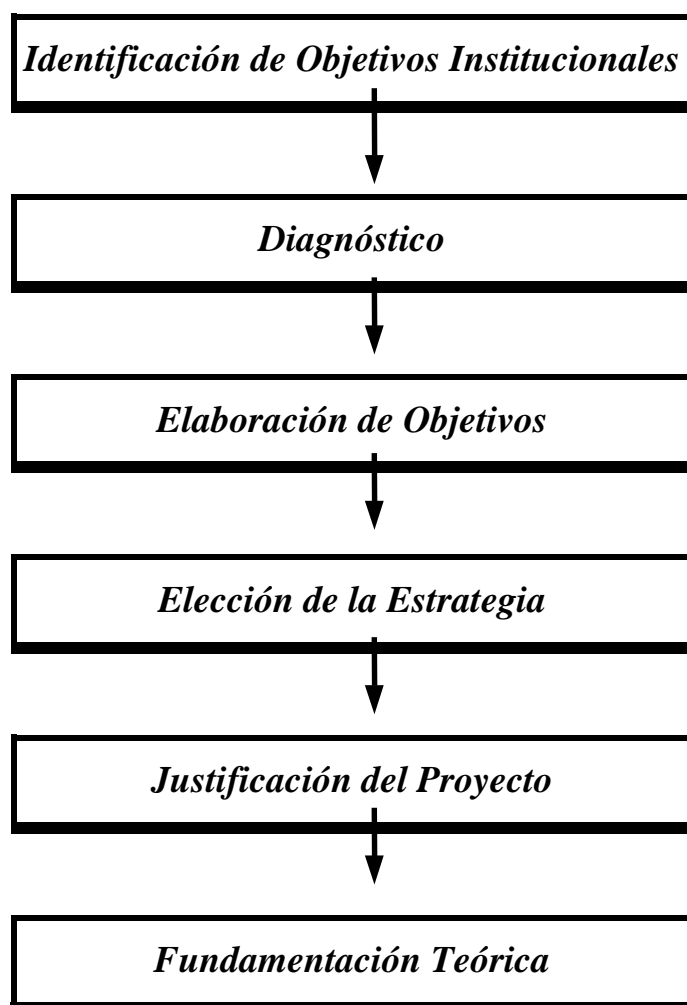 Identificación de Objetivos Institucionales
Diagnóstico
Elaboración de Objetivos
Elección de la Estrategia
Justificación del Proyecto
Fundamentación Teórica